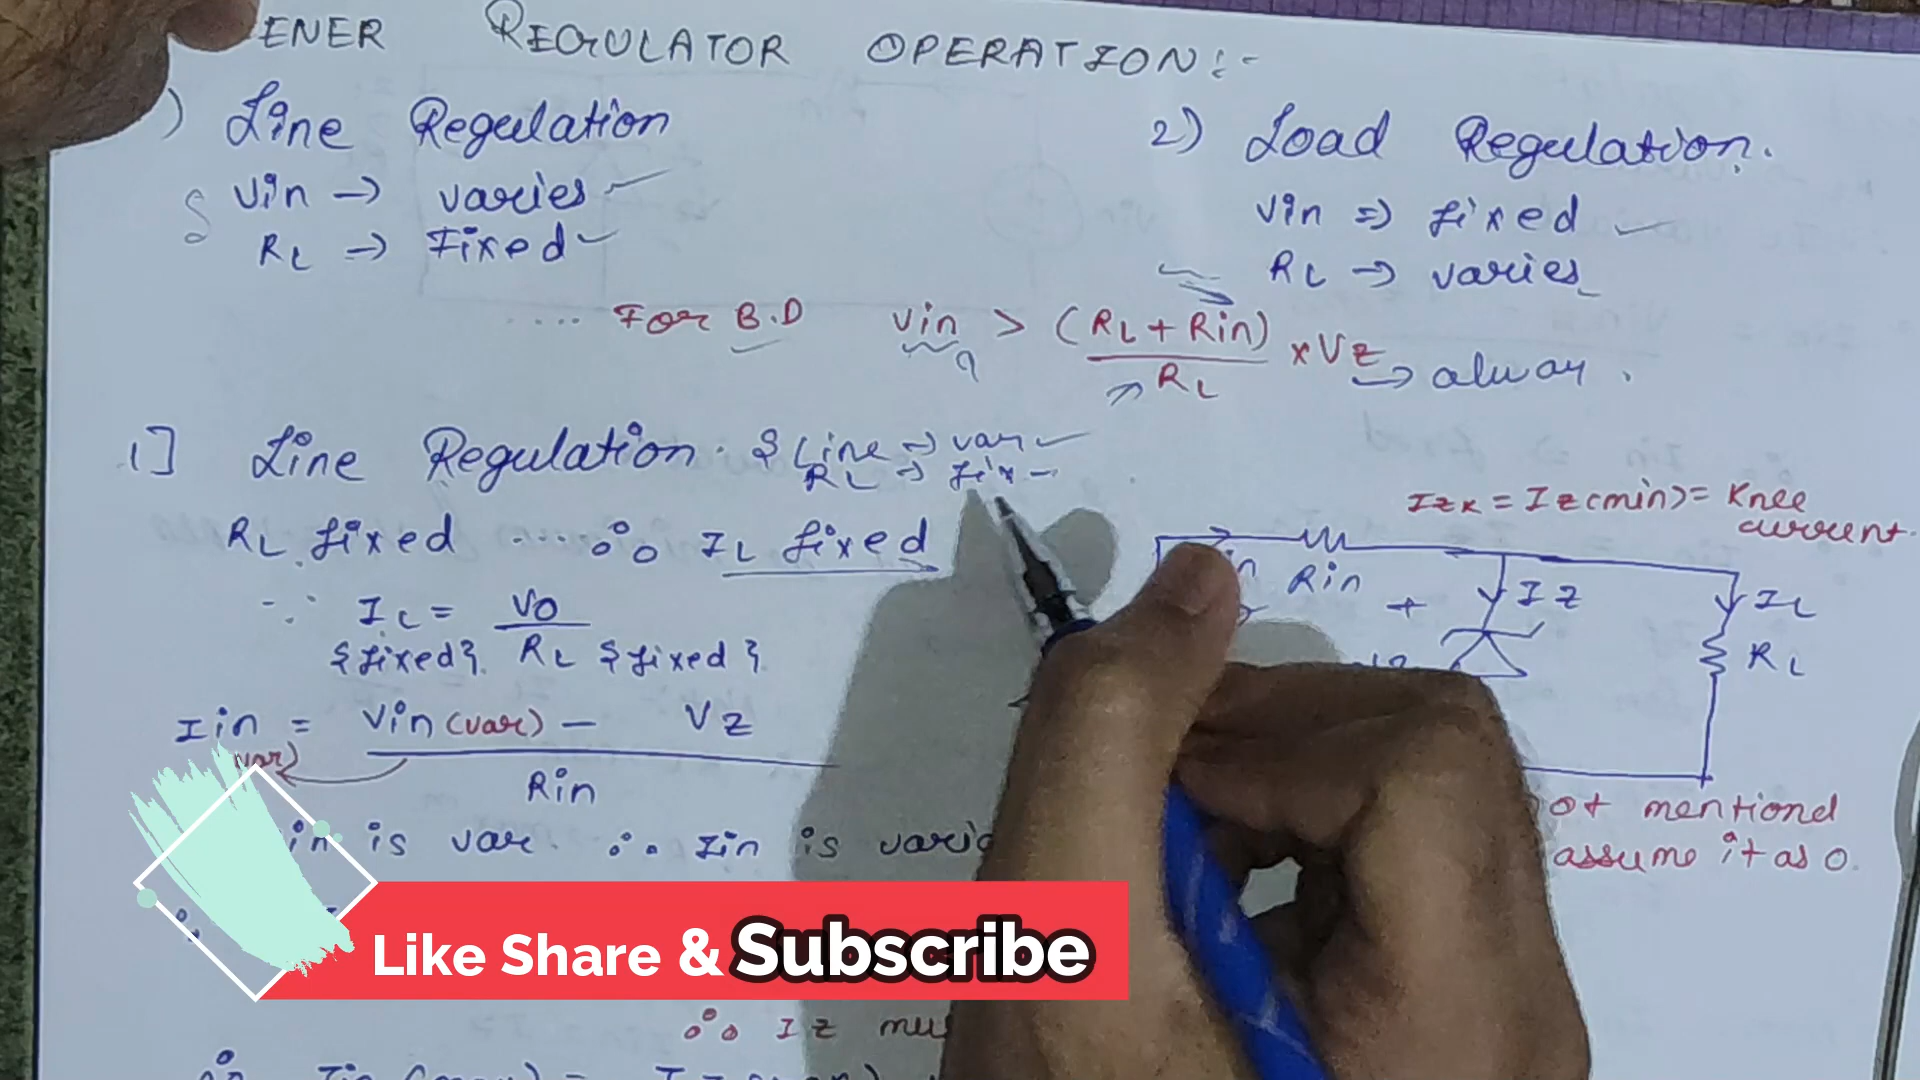 ENER REGULATOR OPERATION:-
) Line Regulation
Vin → varies
RL → Fixed
2) Load Regulation.
Vin ⇒ fixed
RL → varies
.... For B.D Vin > (RL + Rin) / RL × Vz → alway.
1] Line Regulation. { Line → var
RL → fix
RL fixed ....∴ IL fixed
∵ IL = Vo / RL
{fixed}. {fixed}
Iin = Vin (var) - Vz / Rin
var)
in is var ∴ Iin is
Izk = Iz(min) = Knee
current.
Rin
+
Iz
IL
RL
ot mentioned
assume it as 0.
Like Share & Subscribe
∴ Iz